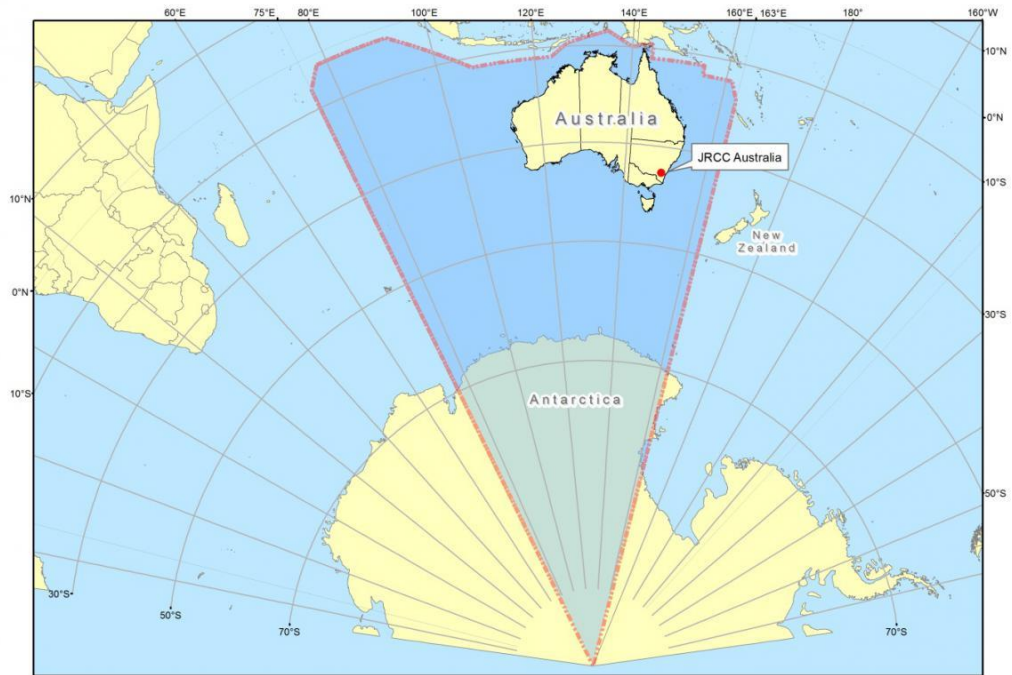 60°E
75°E
80°E
100°E
120°E
140°E
160°E
163°E
180°
160°W
10°N
0°N
10°S
30°S
50°S
10°N
0°N
10°S
30°S
50°S
70°S
70°S
Australia
JRCC Australia
New
Zealand
Antarctica